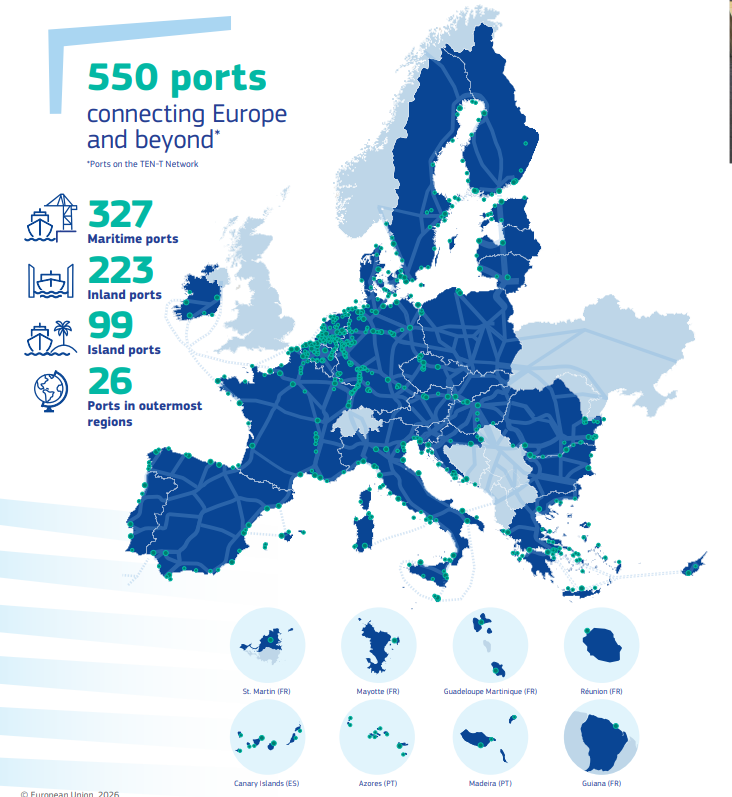 550 ports
connecting Europe
and beyond*
*Ports on the TEN-T Network
327
Maritime ports
223
Inland ports
99
Island ports
26
Ports in outermost
regions
St. Martin (FR)
Mayotte (FR)
Guadeloupe Martinique (FR)
Réunion (FR)
Canary Islands (ES)
Azores (PT)
Madeira (PT)
Guiana (FR)
© European Union, 2026